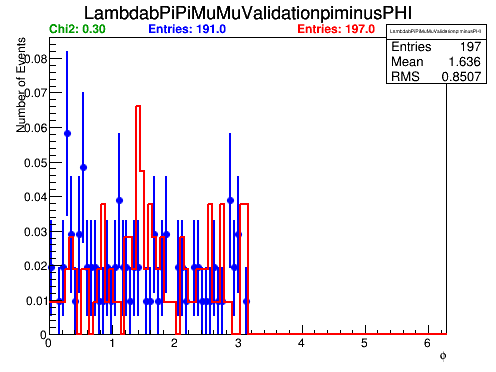 LambdabPiPiMuMuValidationpiminusPHI
Chi2: 0.30 Entries: 191.0 Entries: 197.0
LambdabPiPiMuMuValidationpiminusPHI
Entries 197
Mean 1.636
RMS 0.8507
Number of Events
0.08
0.07
0.06
0.05
0.04
0.03
0.02
0.01
0
0 1 2 3 4 5 6
ϕ